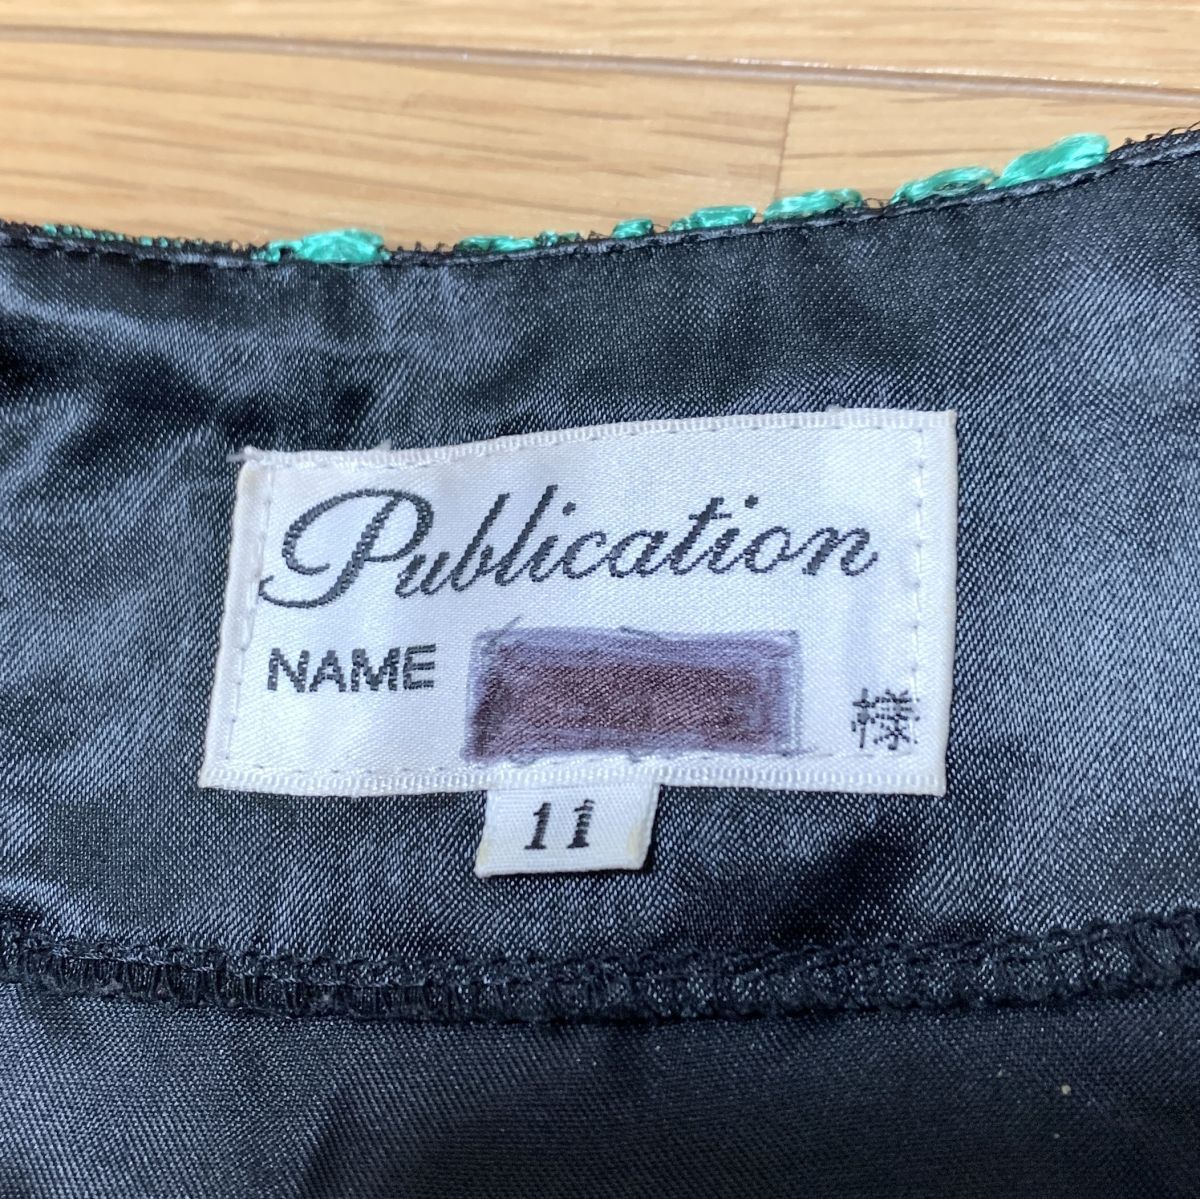 Publication
NAME 様
11